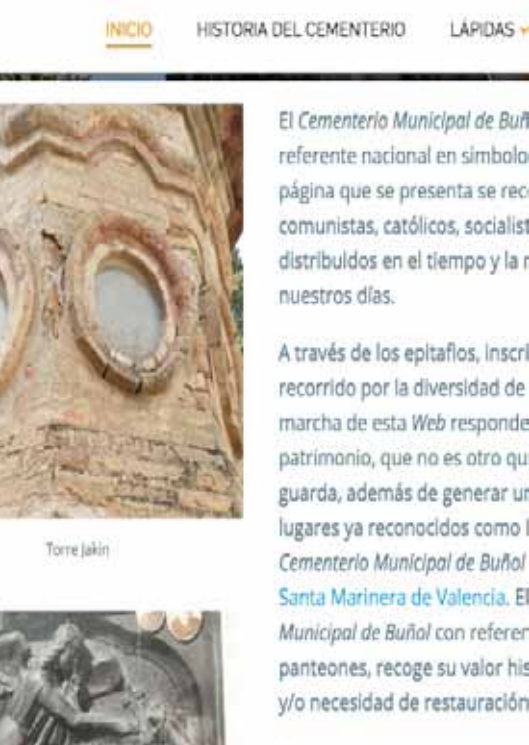 INICIO HISTORIA DEL CEMENTERIO LÁPIDAS
El Cementerio Municipal de Buñ
referente nacional en simbolo
página que se presenta se rec
comunistas, católicos, socialist
distribuidos en el tiempo y la
nuestros días.
A través de los epitafios, inscri
recorrido por la diversidad de
marcha de esta Web responde
patrimonio, que no es otro qu
guarda, además de generar un
lugares ya reconocidos como
Cementerio Municipal de Buñol
Santa Marinera de Valencia. El
Municipal de Buñol con referen
panteones, recoge su valor his
y/o necesidad de restauración
Torre Jakin